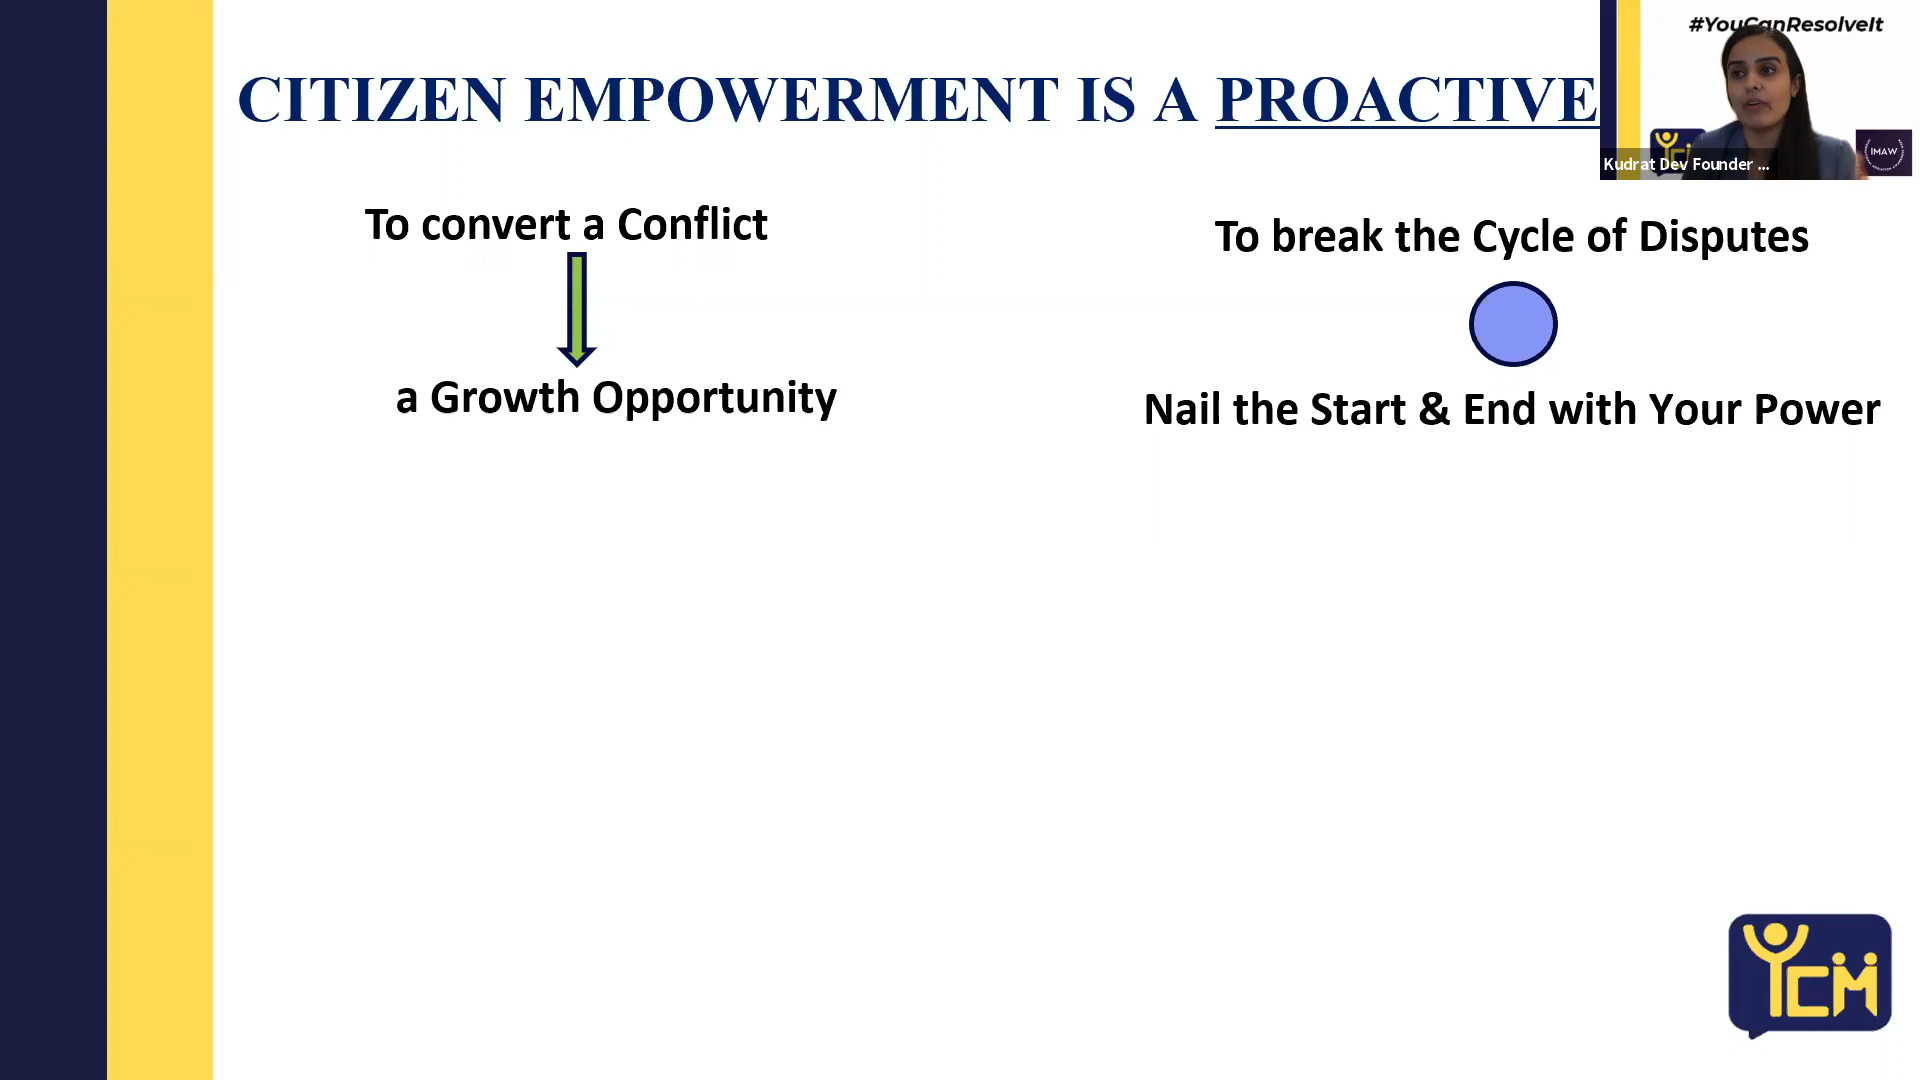 #YouCanResolveIt
CITIZEN EMPOWERMENT IS A PROACTIVE
IMAW
Kudrat Dev Founder ...
To convert a Conflict
To break the Cycle of Disputes
a Growth Opportunity
Nail the Start & End with Your Power
YCM